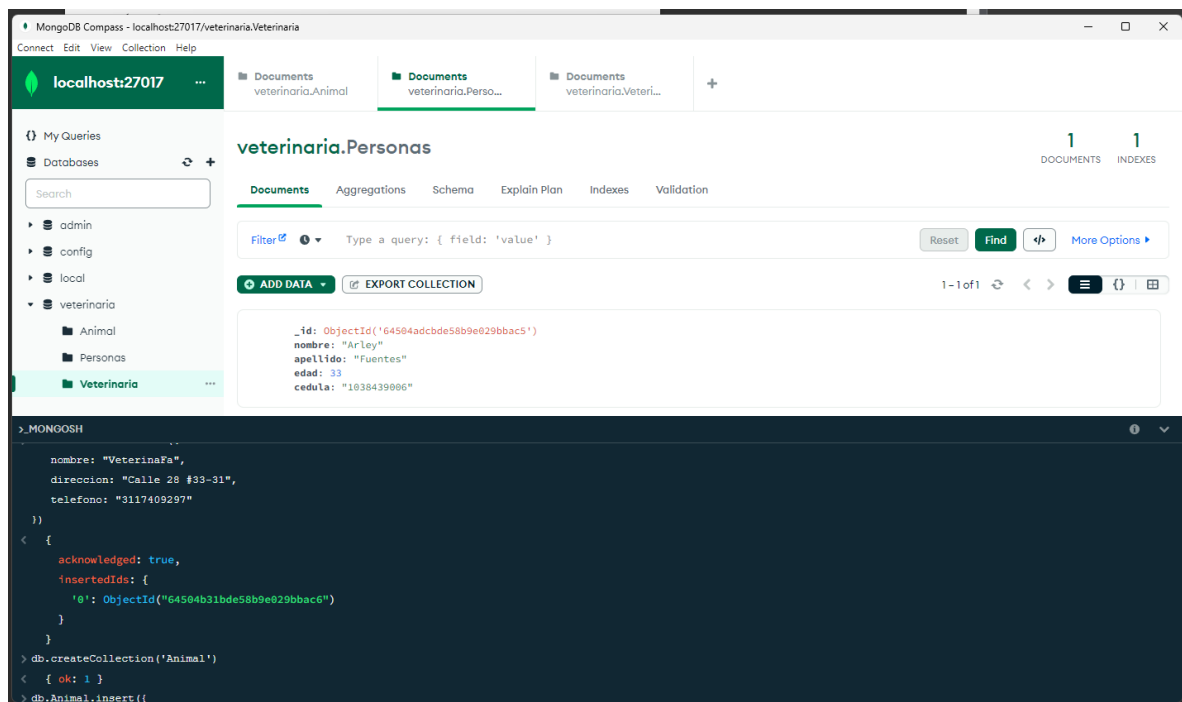 MongoDB Compass - localhost:27017/veterinaria.Veterinaria
Connect Edit View Collection Help
localhost:27017 ...
Documents
veterinaria.Animal
Documents
veterinaria.Perso...
Documents
veterinaria.Veteri...
+
{} My Queries
Databases
Search
admin
config
local
veterinaria
Animal
Personas
Veterinaria ...
veterinaria.Personas
1
DOCUMENTS
1
INDEXES
Documents Aggregations Schema Explain Plan Indexes Validation
Filter Type a query: { field: 'value' } Reset Find </> More Options
ADD DATA EXPORT COLLECTION 1-1 of 1 < > {}
_id: ObjectId('64504adcbde58b9e029bbac5')
nombre: "Arley"
apellido: "Fuentes"
edad: 33
cedula: "1038439006"
>_MONGOSH
nombre: "VeterinaFa",
direccion: "Calle 28 #33-31",
telefono: "3117409297"
})
< {
acknowledged: true,
insertedIds: {
'0': ObjectId("64504b31bde58b9e029bbac6")
}
}
> db.createCollection('Animal')
< { ok: 1 }
> db.Animal.insert({